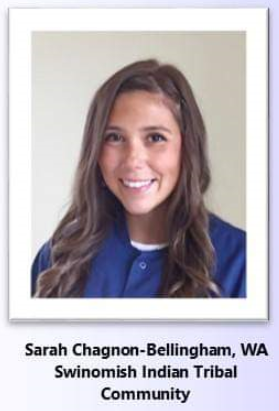 Sarah Chagnon-Bellingham, WA
Swinomish Indian Tribal
Community